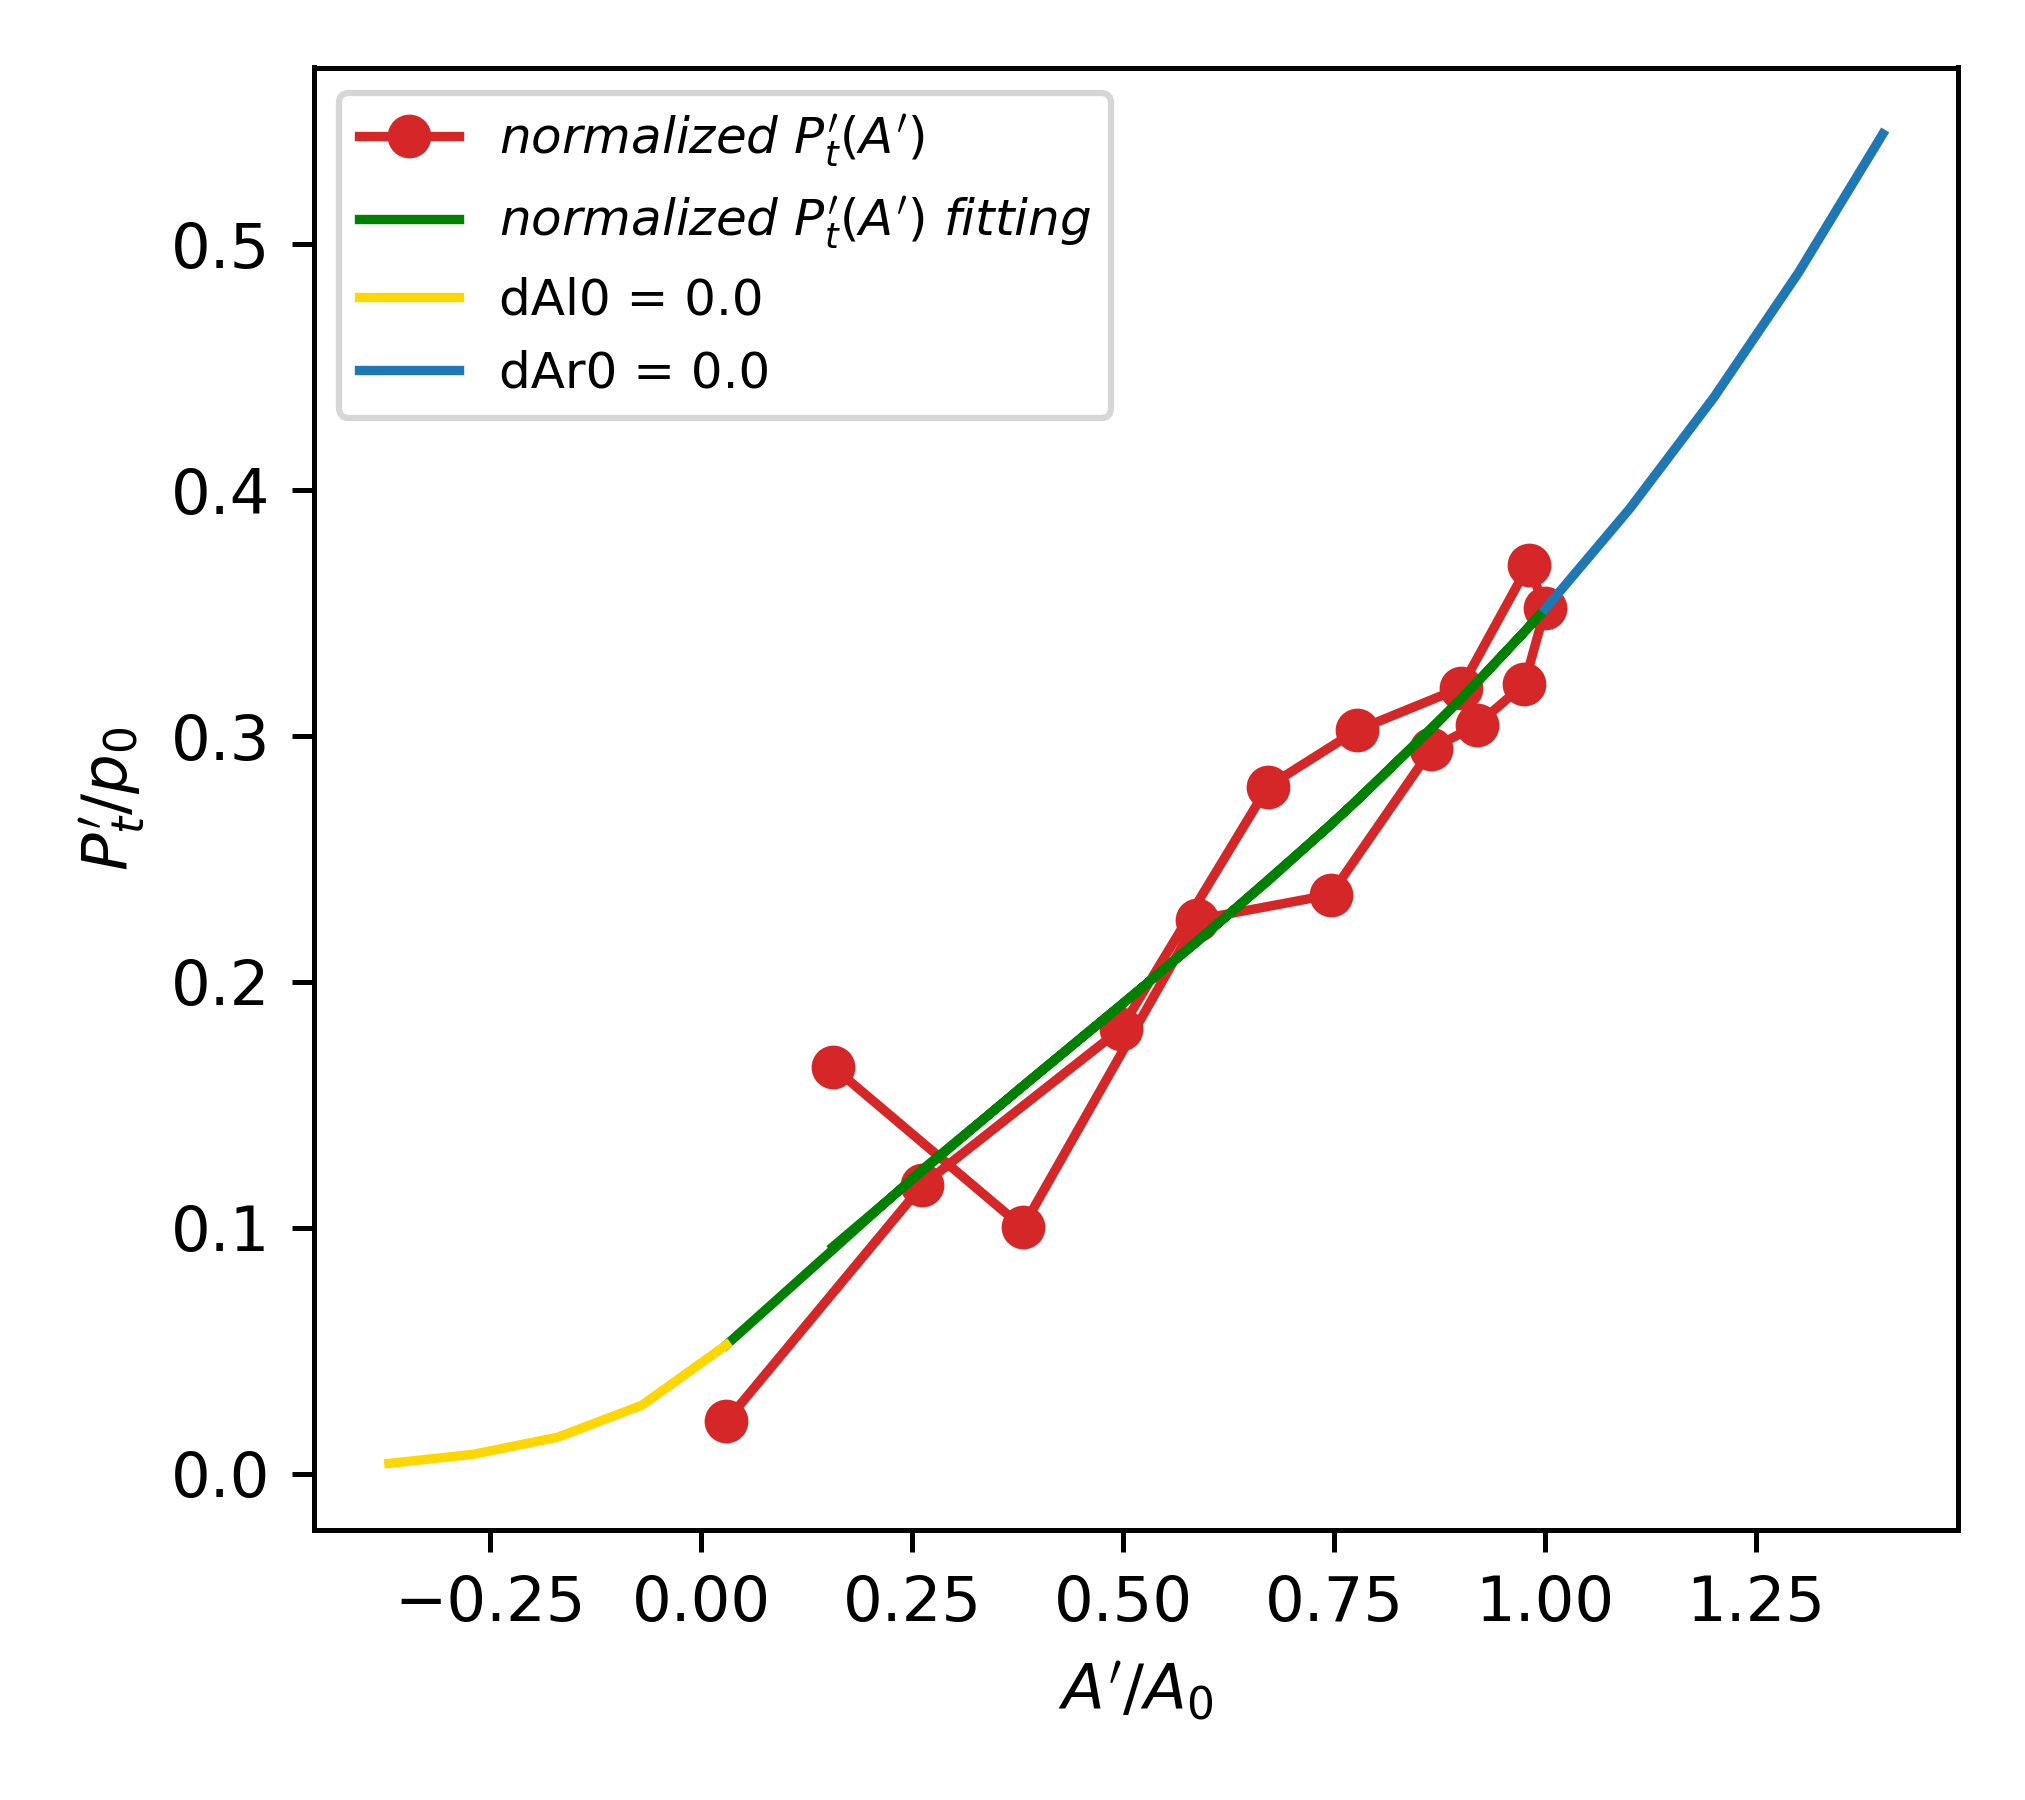 normalized P′t(A′)
normalized P′t(A′) fitting
dAl0 = 0.0
dAr0 = 0.0
0.5
0.4
0.3
0.2
0.1
0.0
P′t/p0
−0.25 0.00 0.25 0.50 0.75 1.00 1.25
A′/A0